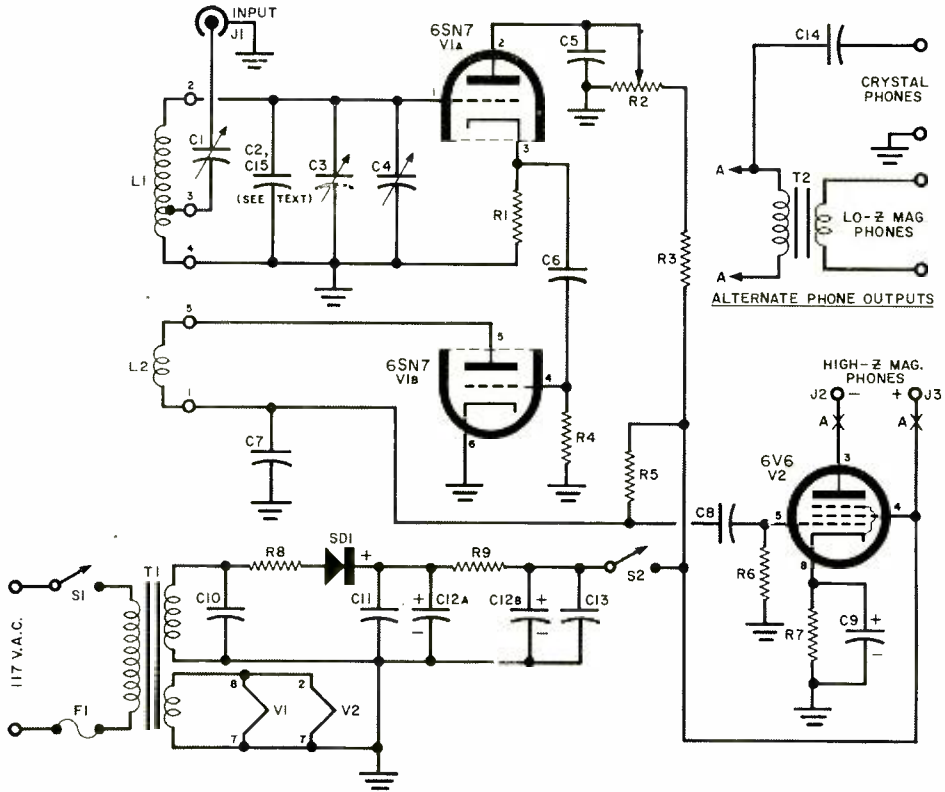 INPUT
J1
6SN7
V1A
2
C5
R2
C14
CRYSTAL
PHONES
2
1
C1
C2,
C15
(SEE TEXT)
C3
C4
L1
3
3
R1
4
C6
R3
A
T2
LO-Z MAG.
PHONES
A
ALTERNATE PHONE OUTPUTS
5
L2
1
6SN7
V1B
5
4
6
R4
C7
R5
HIGH-Z MAG.
PHONES
J2 - + J3
A
A
6V6
V2
3
5
4
8
C8
R6
R7
C9
+
-
S1
T1
R8
SD1
+
R9
S2
C10
C11
+
C12A
-
C12B
+
-
C13
117 V.A.C.
F1
8
2
V1
V2
7
7